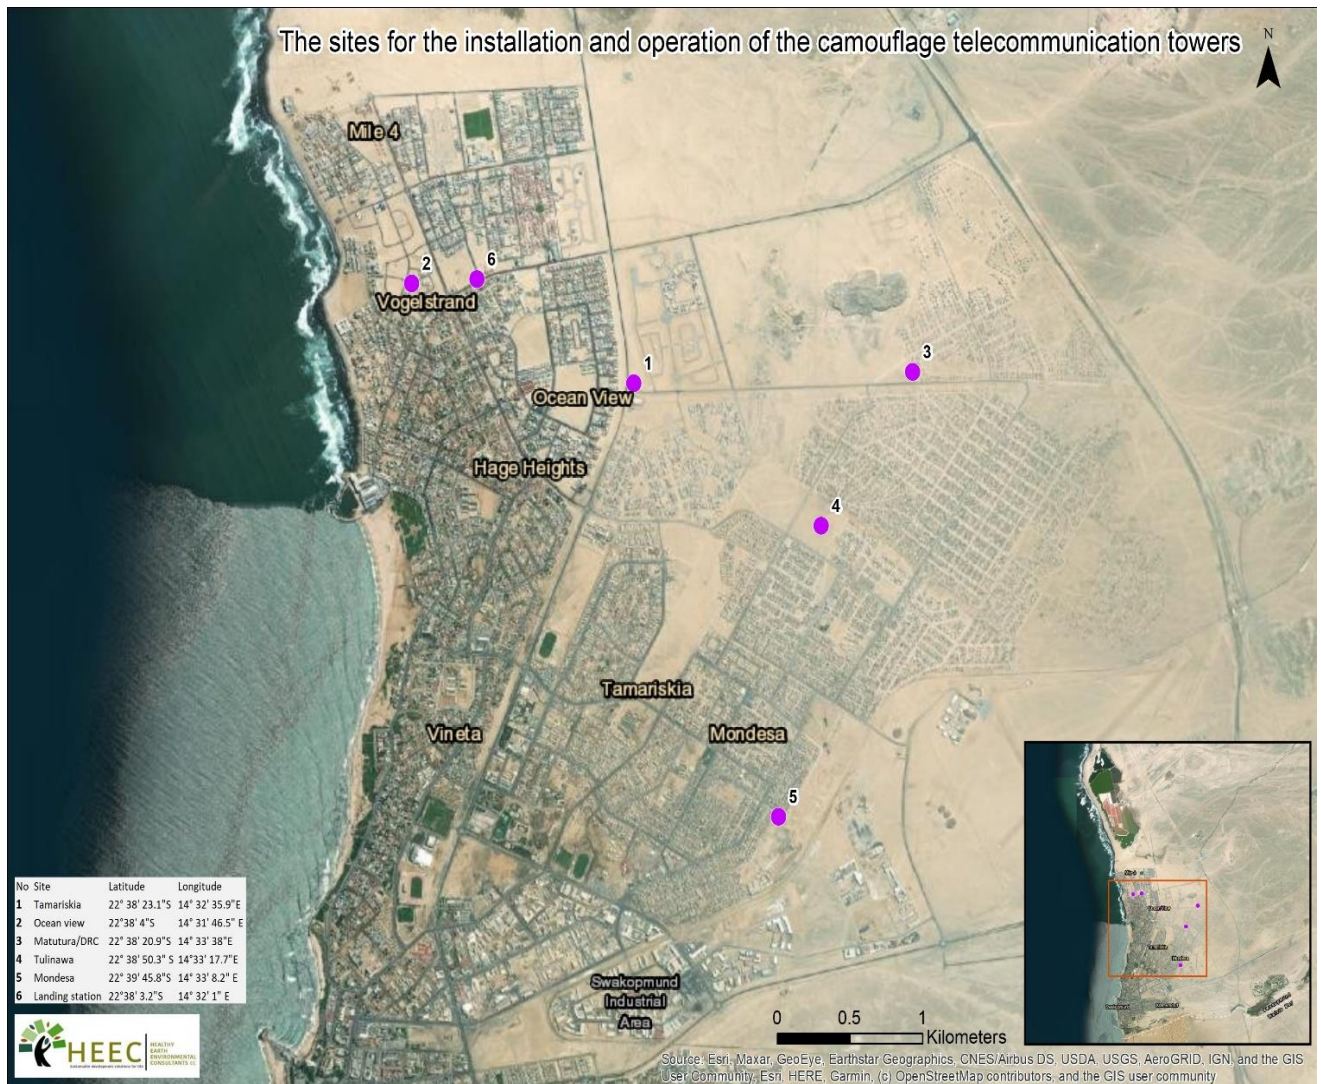 The sites for the installation and operation of the camouflage telecommunication towers
N
Mile 4
2
6
Vogelstrand
1
3
Ocean View
Hage Heights
4
Tamariskia
Vineta
Mondesa
5
No Site Latitude Longitude
1 Tamariskia 22° 38' 23.1"S 14° 32' 35.9"E
2 Ocean view 22°38' 4"S 14° 31' 46.5" E
3 Matutura/DRC 22° 38' 20.9"S 14° 33' 38"E
4 Tulinawa 22° 38' 50.3" S 14°33' 17.7"E
5 Mondesa 22° 39' 45.8"S 14° 33' 8.2" E
6 Landing station 22°38' 3.2"S 14° 32' 1" E
Swakopmund
Industrial
Area
0 0.5 1
Kilometers
HEEC
HEALTHY
EARTH
ENVIRONMENTAL
CONSULTANTS CC
Source: Esri, Maxar, GeoEye, Earthstar Geographics, CNES/Airbus DS, USDA, USGS, AeroGRID, IGN, and the GIS
User Community, Esri, HERE, Garmin, (c) OpenStreetMap contributors, and the GIS user community